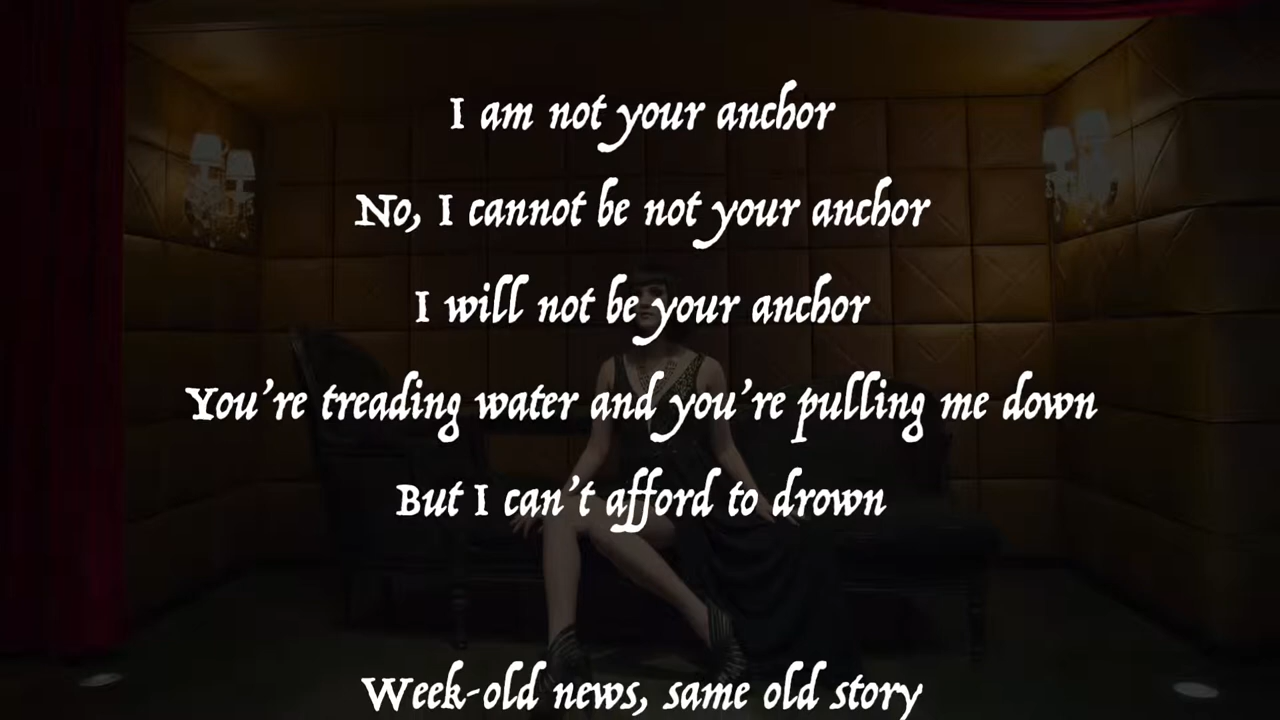 I am not your anchor
No, I cannot be not your anchor
I will not be your anchor
You're treading water and you're pulling me down
But I can't afford to drown
Week-old news, same old story